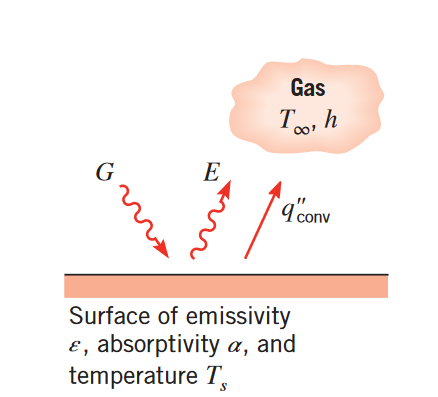 Gas
T∞, h
G
E
q″conv
Surface of emissivity
ε, absorptivity α, and
temperature Ts